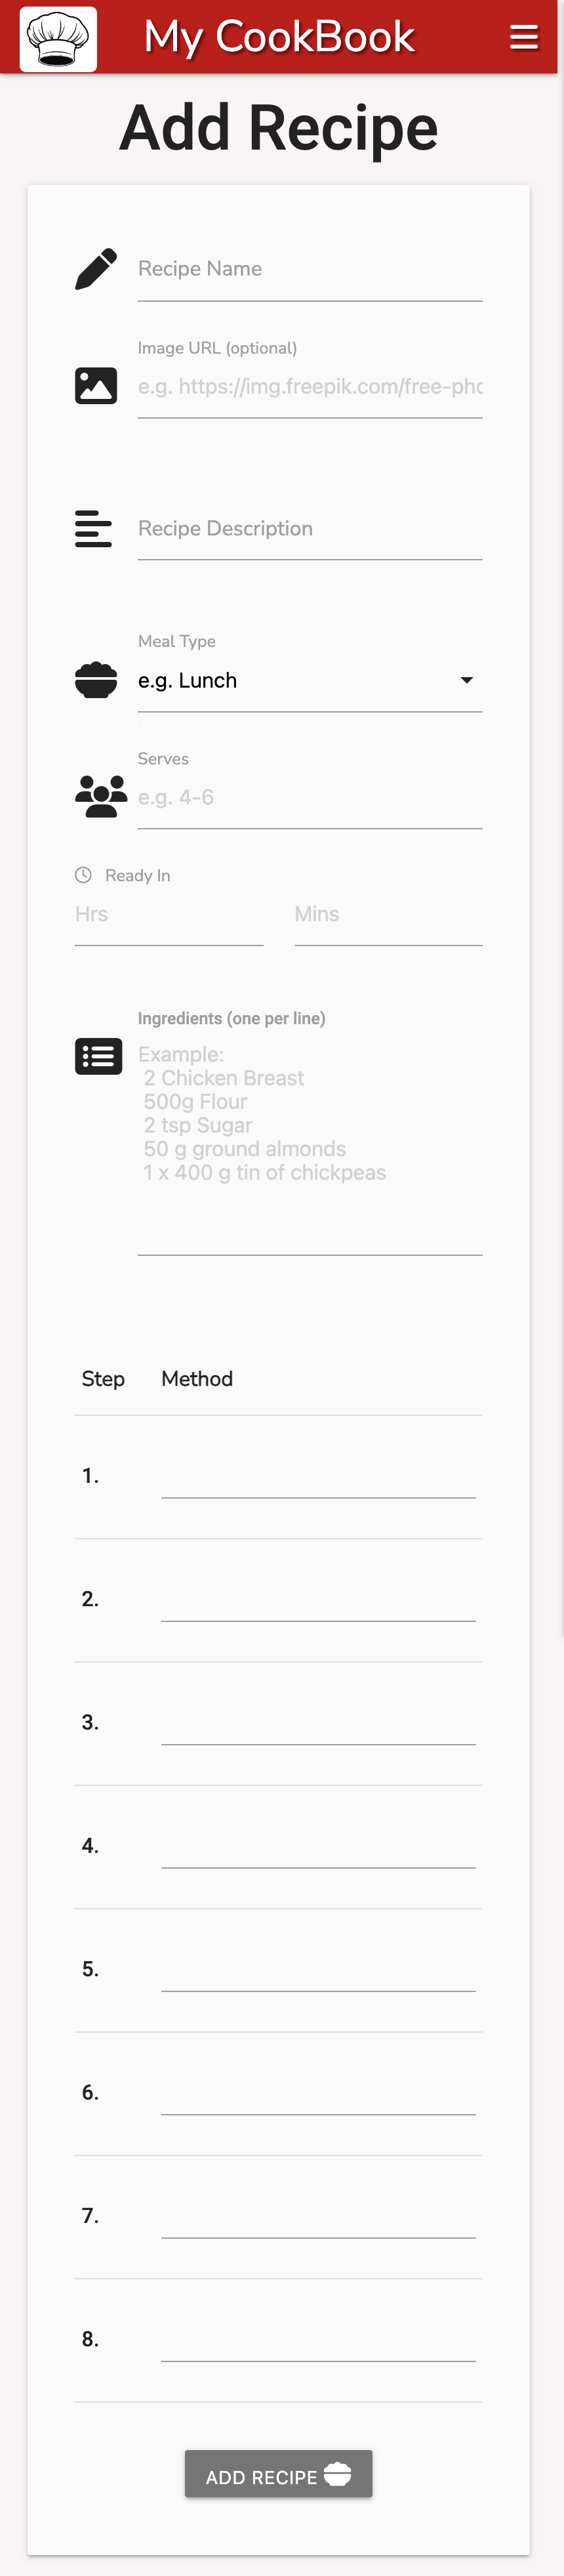 My CookBook
Add Recipe
Recipe Name
Image URL (optional)
e.g. https://img.freepik.com/free-pho
Recipe Description
Meal Type
e.g. Lunch
Serves
e.g. 4-6
Ready In
Hrs Mins
Ingredients (one per line)
Example:
2 Chicken Breast
500g Flour
2 tsp Sugar
50 g ground almonds
1 x 400 g tin of chickpeas
Step Method
1.
2.
3.
4.
5.
6.
7.
8.
ADD RECIPE